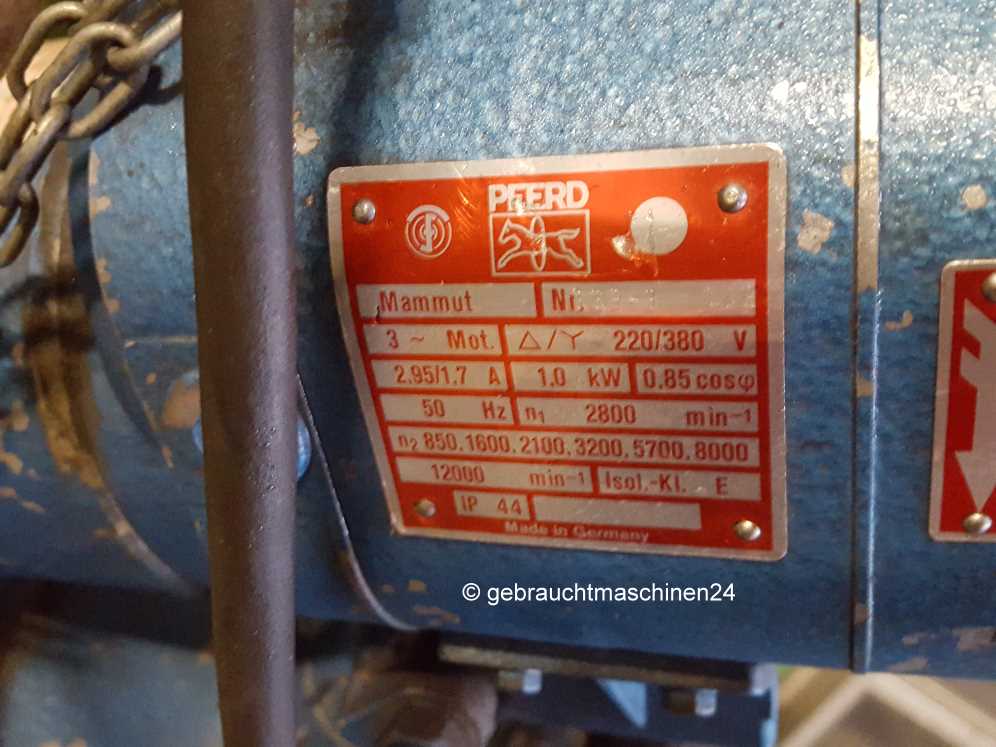 PFERD
Mammut Nr.
3 ~ Mot. △/Y 220/380 V
2,95/1,7 A 1,0 kW 0,85 cosφ
50 Hz n₁ 2800 min-1
n₂ 850.1600.2100.3200.5700.8000
12000 min-1 Isol.-Kl. E
IP 44
Made in Germany
© gebrauchtmaschinen24